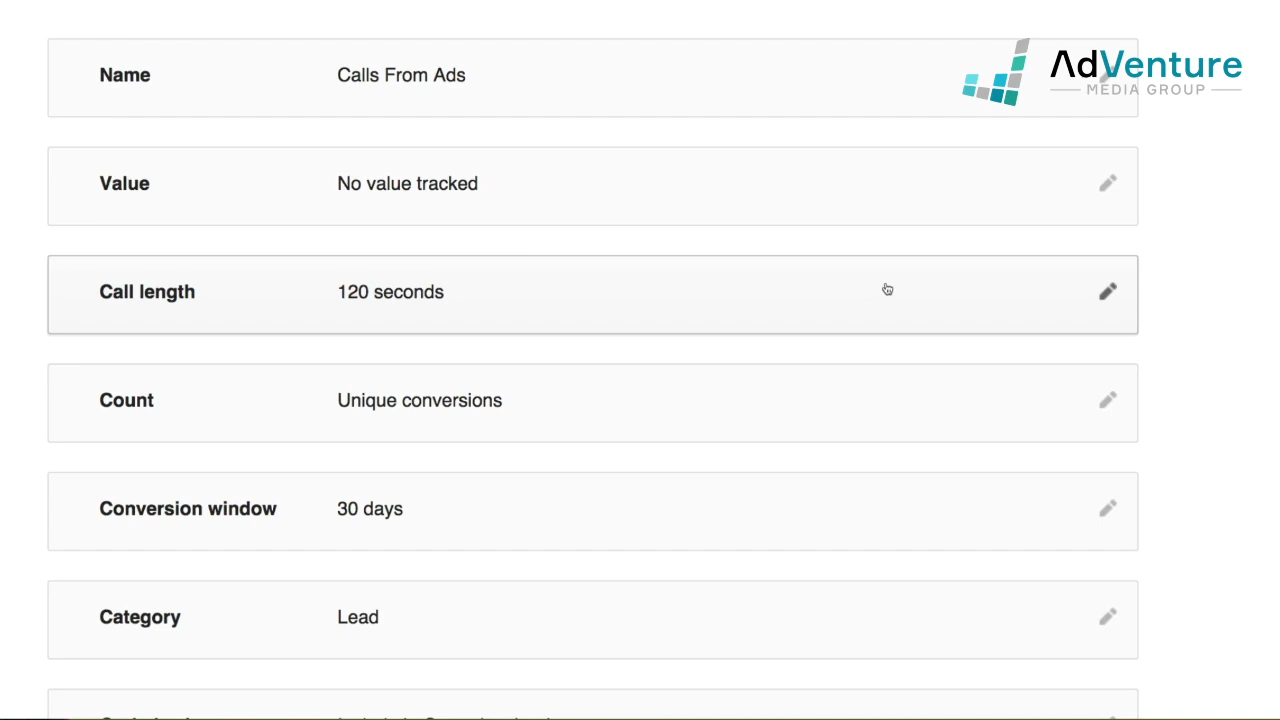 Name Calls From Ads
AdVenture
MEDIA GROUP
Value No value tracked
Call length 120 seconds
Count Unique conversions
Conversion window 30 days
Category Lead